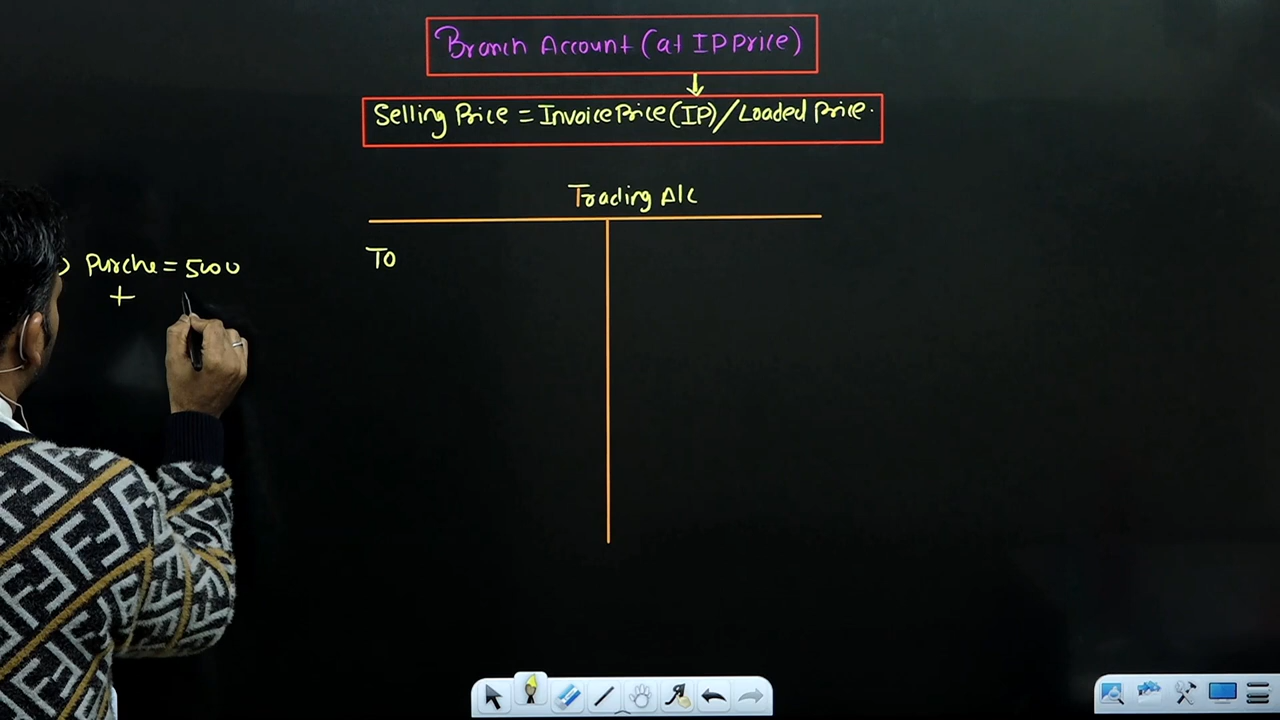 Branch Account (at IP Price)
Selling Price = Invoice Price (IP) / Loaded Price.
Trading A/c
) Purche = 5000
To
+